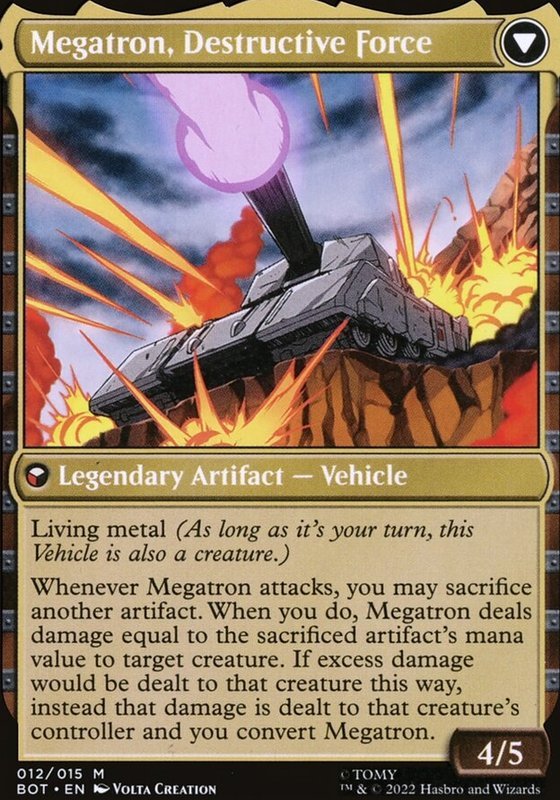 Megatron, Destructive Force
Legendary Artifact — Vehicle
Living metal (As long as it's your turn, this
Vehicle is also a creature.)
Whenever Megatron attacks, you may sacrifice
another artifact. When you do, Megatron deals
damage equal to the sacrificed artifact's mana
value to target creature. If excess damage
would be dealt to that creature this way,
instead that damage is dealt to that creature's
controller and you convert Megatron.
4/5
012/015 M
BOT • EN Volta Creation
© TOMY
™ & © 2022 Hasbro and Wizards